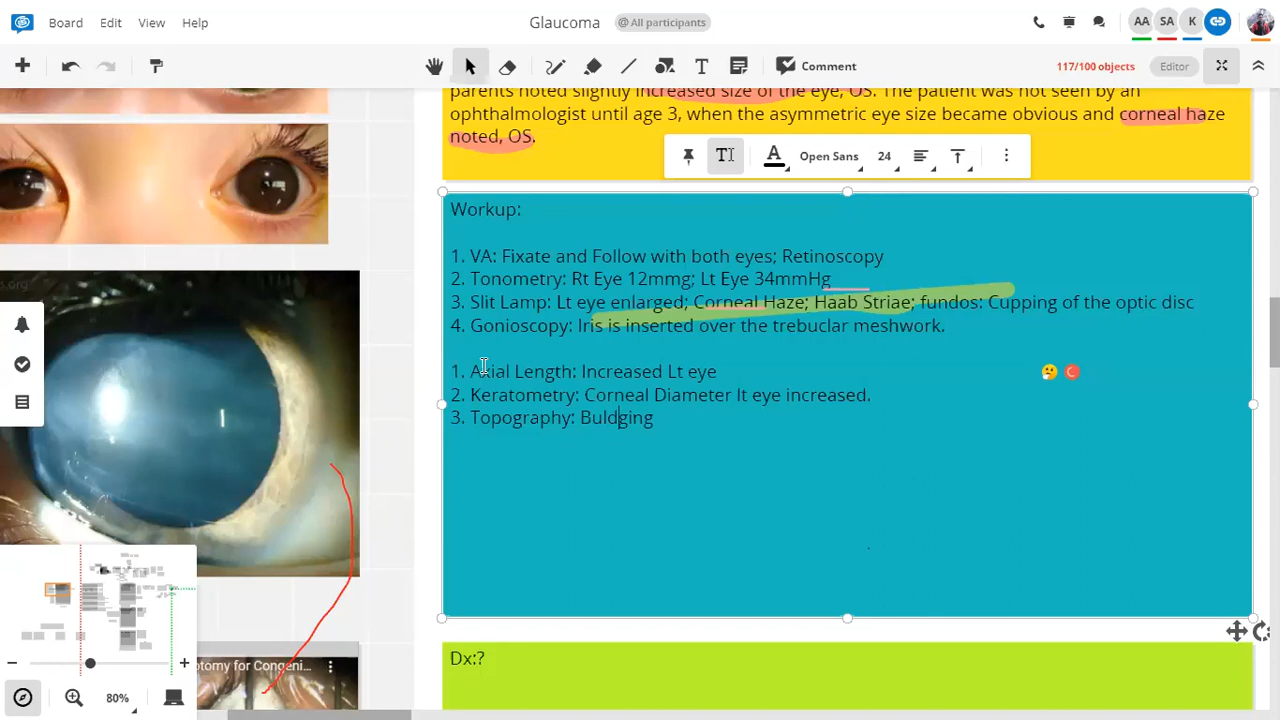 Board Edit View Help
Glaucoma
@ All participants
AA SA K
Comment
117/100 objects
Editor
parents noted slightly increased size of the eye, OS. The patient was not seen by an
ophthalmologist until age 3, when the asymmetric eye size became obvious and corneal haze
noted, OS.
Open Sans 24
Workup:
1. VA: Fixate and Follow with both eyes; Retinoscopy
2. Tonometry: Rt Eye 12mmg; Lt Eye 34mmHg
3. Slit Lamp: Lt eye enlarged; Corneal Haze; Haab Striae; fundos: Cupping of the optic disc
4. Gonioscopy: Iris is inserted over the trebuclar meshwork.
1. Axial Length: Increased Lt eye
2. Keratometry: Corneal Diameter lt eye increased.
3. Topography: Buldging
Dx:?
otomy for Congeni...
80%